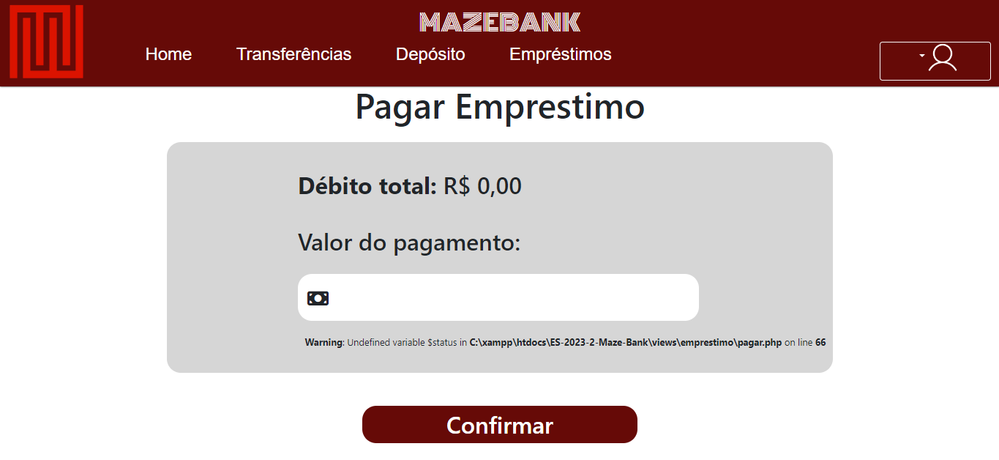 MAZEBANK
Home Transferências Depósito Empréstimos
Pagar Emprestimo
Débito total: R$ 0,00
Valor do pagamento:
Warning: Undefined variable $status in C:\xampp\htdocs\ES-2023-2-Maze-Bank\views\emprestimo\pagar.php on line 66
Confirmar